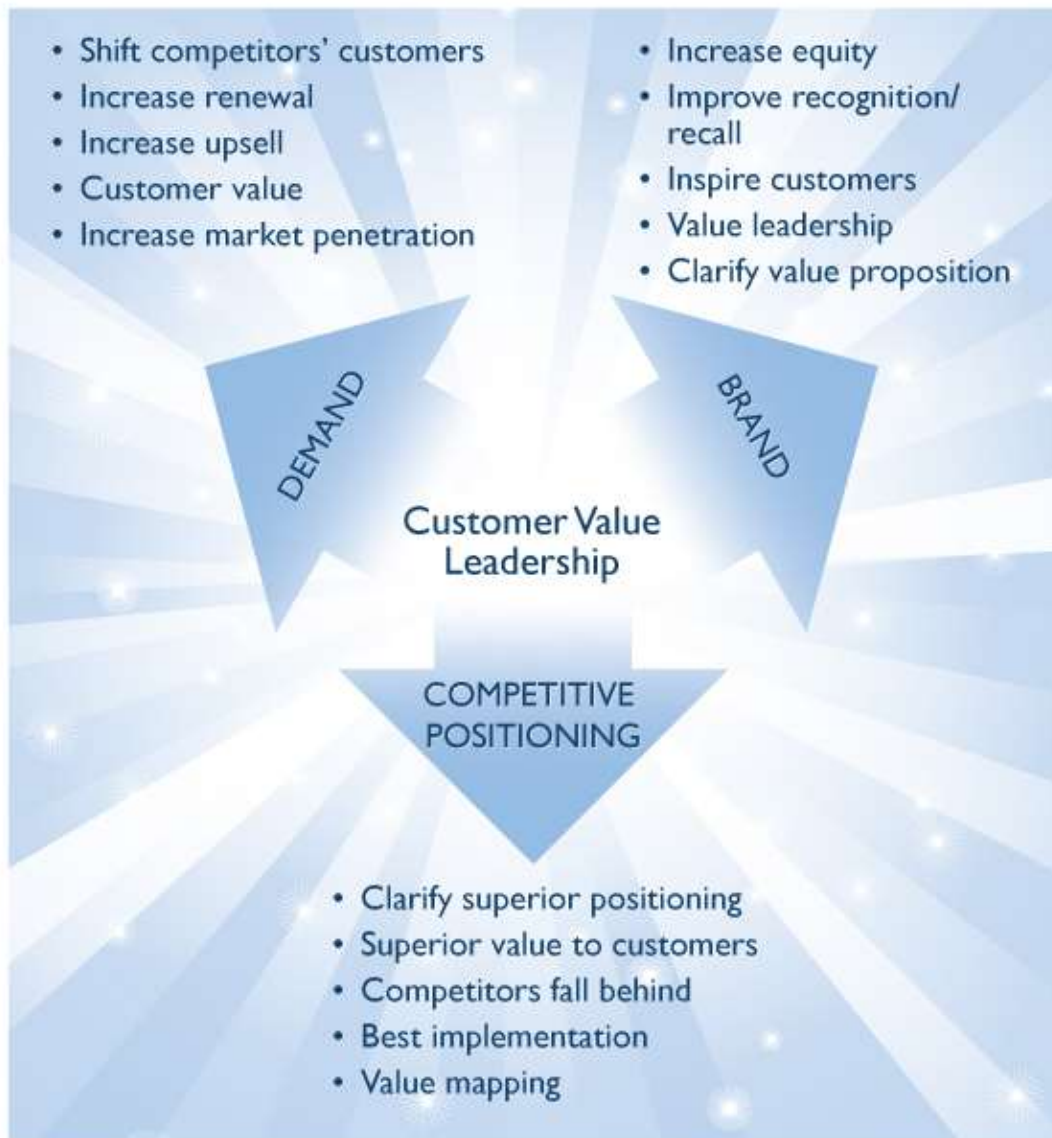 • Shift competitors' customers
• Increase renewal
• Increase upsell
• Customer value
• Increase market penetration
• Increase equity
• Improve recognition/
recall
• Inspire customers
• Value leadership
• Clarify value proposition
DEMAND
BRAND
Customer Value
Leadership
COMPETITIVE
POSITIONING
• Clarify superior positioning
• Superior value to customers
• Competitors fall behind
• Best implementation
• Value mapping